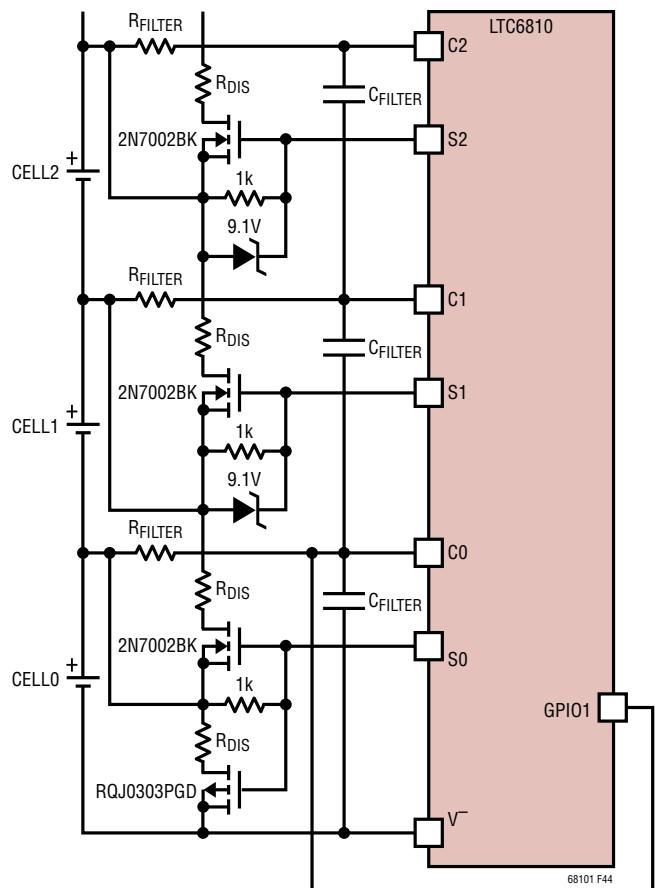 RFILTER
LTC6810
C2
RDIS
CFILTER
2N7002BK
S2
+
CELL2
1k
9.1V
RFILTER
C1
RDIS
CFILTER
2N7002BK
S1
+
CELL1
1k
9.1V
RFILTER
C0
RDIS
CFILTER
2N7002BK
S0
+
CELL0
1k
GPIO1
RDIS
RQJ0303PGD
V–
68101 F44